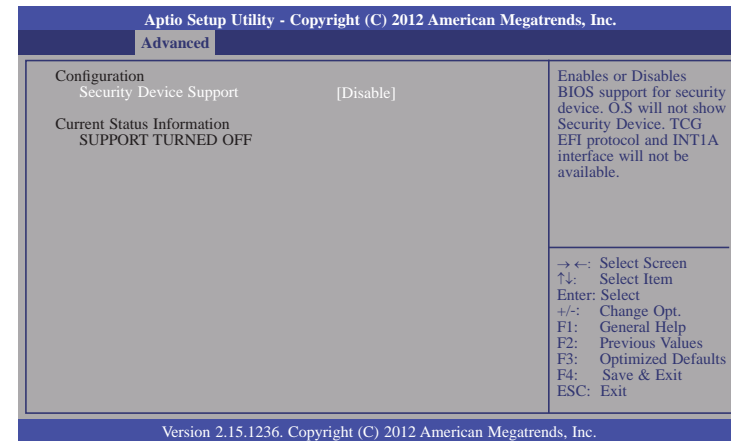 Aptio Setup Utility - Copyright (C) 2012 American Megatrends, Inc.
Advanced
Configuration
Security Device Support [Disable]
Current Status Information
SUPPORT TURNED OFF
Enables or Disables
BIOS support for security
device. O.S will not show
Security Device. TCG
EFI protocol and INT1A
interface will not be
available.
→←: Select Screen
↑↓: Select Item
Enter: Select
+/-: Change Opt.
F1: General Help
F2: Previous Values
F3: Optimized Defaults
F4: Save & Exit
ESC: Exit
Version 2.15.1236. Copyright (C) 2012 American Megatrends, Inc.